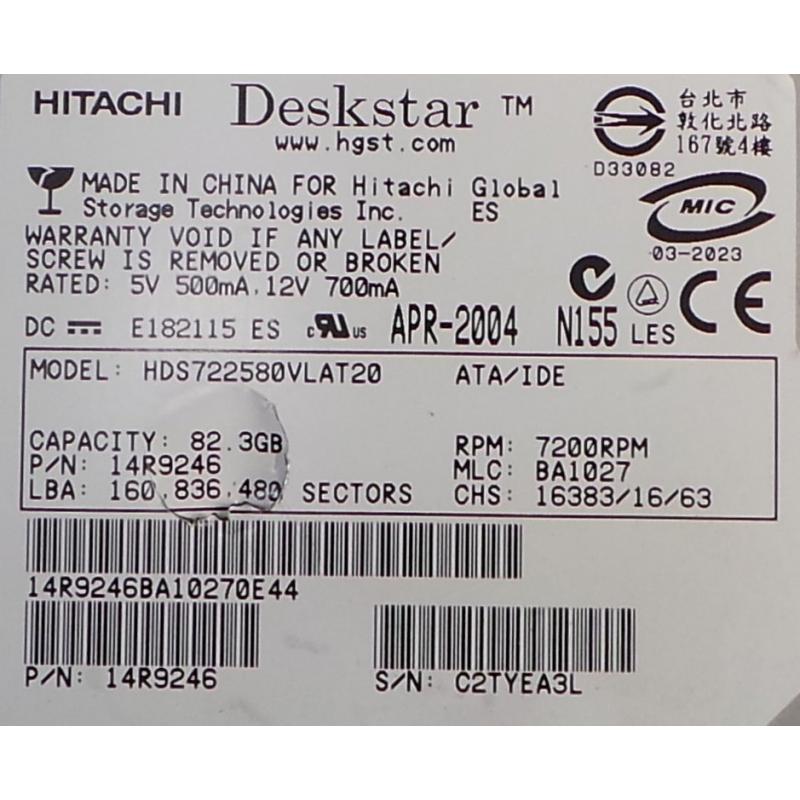 HITACHI Deskstar ™
www.hgst.com
台北市
敦化北路
167號4樓
D33082
MADE IN CHINA FOR Hitachi Global
Storage Technologies Inc. ES
MIC
WARRANTY VOID IF ANY LABEL/
SCREW IS REMOVED OR BROKEN
03-2023
RATED: 5V 500mA, 12V 700mA
DC E182115 ES c RU us APR-2004 N155 LES CE
MODEL: HDS722580VLAT20 ATA/IDE
CAPACITY: 82.3GB RPM: 7200RPM
P/N: 14R9246 MLC: BA1027
LBA: 160,836,480 SECTORS CHS: 16383/16/63
14R9246BA10270E44
P/N: 14R9246 S/N: C2TYEA3L